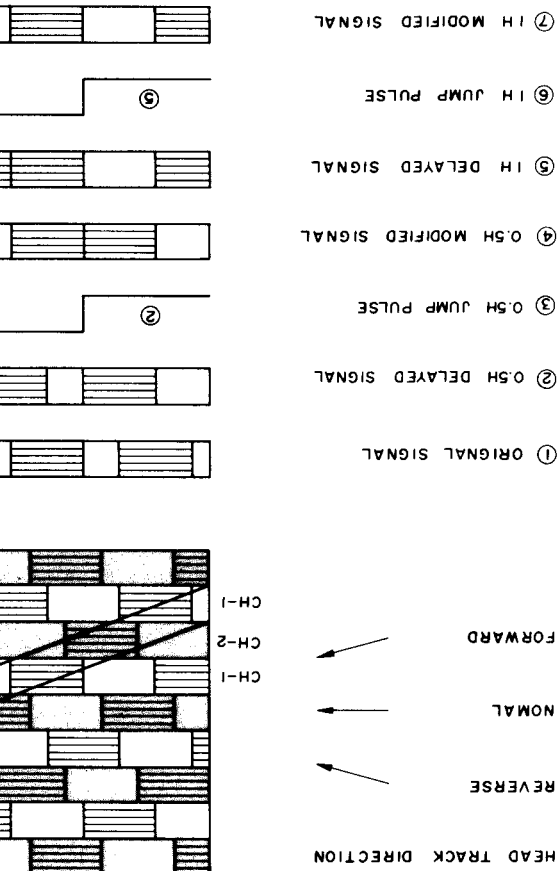 HEAD TRACK DIRECTION
REVERSE
NOMAL
FORWARD
CH-1
CH-2
CH-1
① ORIGNAL SIGNAL
② 0.5H DELAYED SIGNAL
③ 0.5H JUMP PULSE
②
④ 0.5H MODIFIED SIGNAL
⑤ 1H DELAYED SIGNAL
⑥ 1H JUMP PULSE
⑤
⑦ 1H MODIFIED SIGNAL